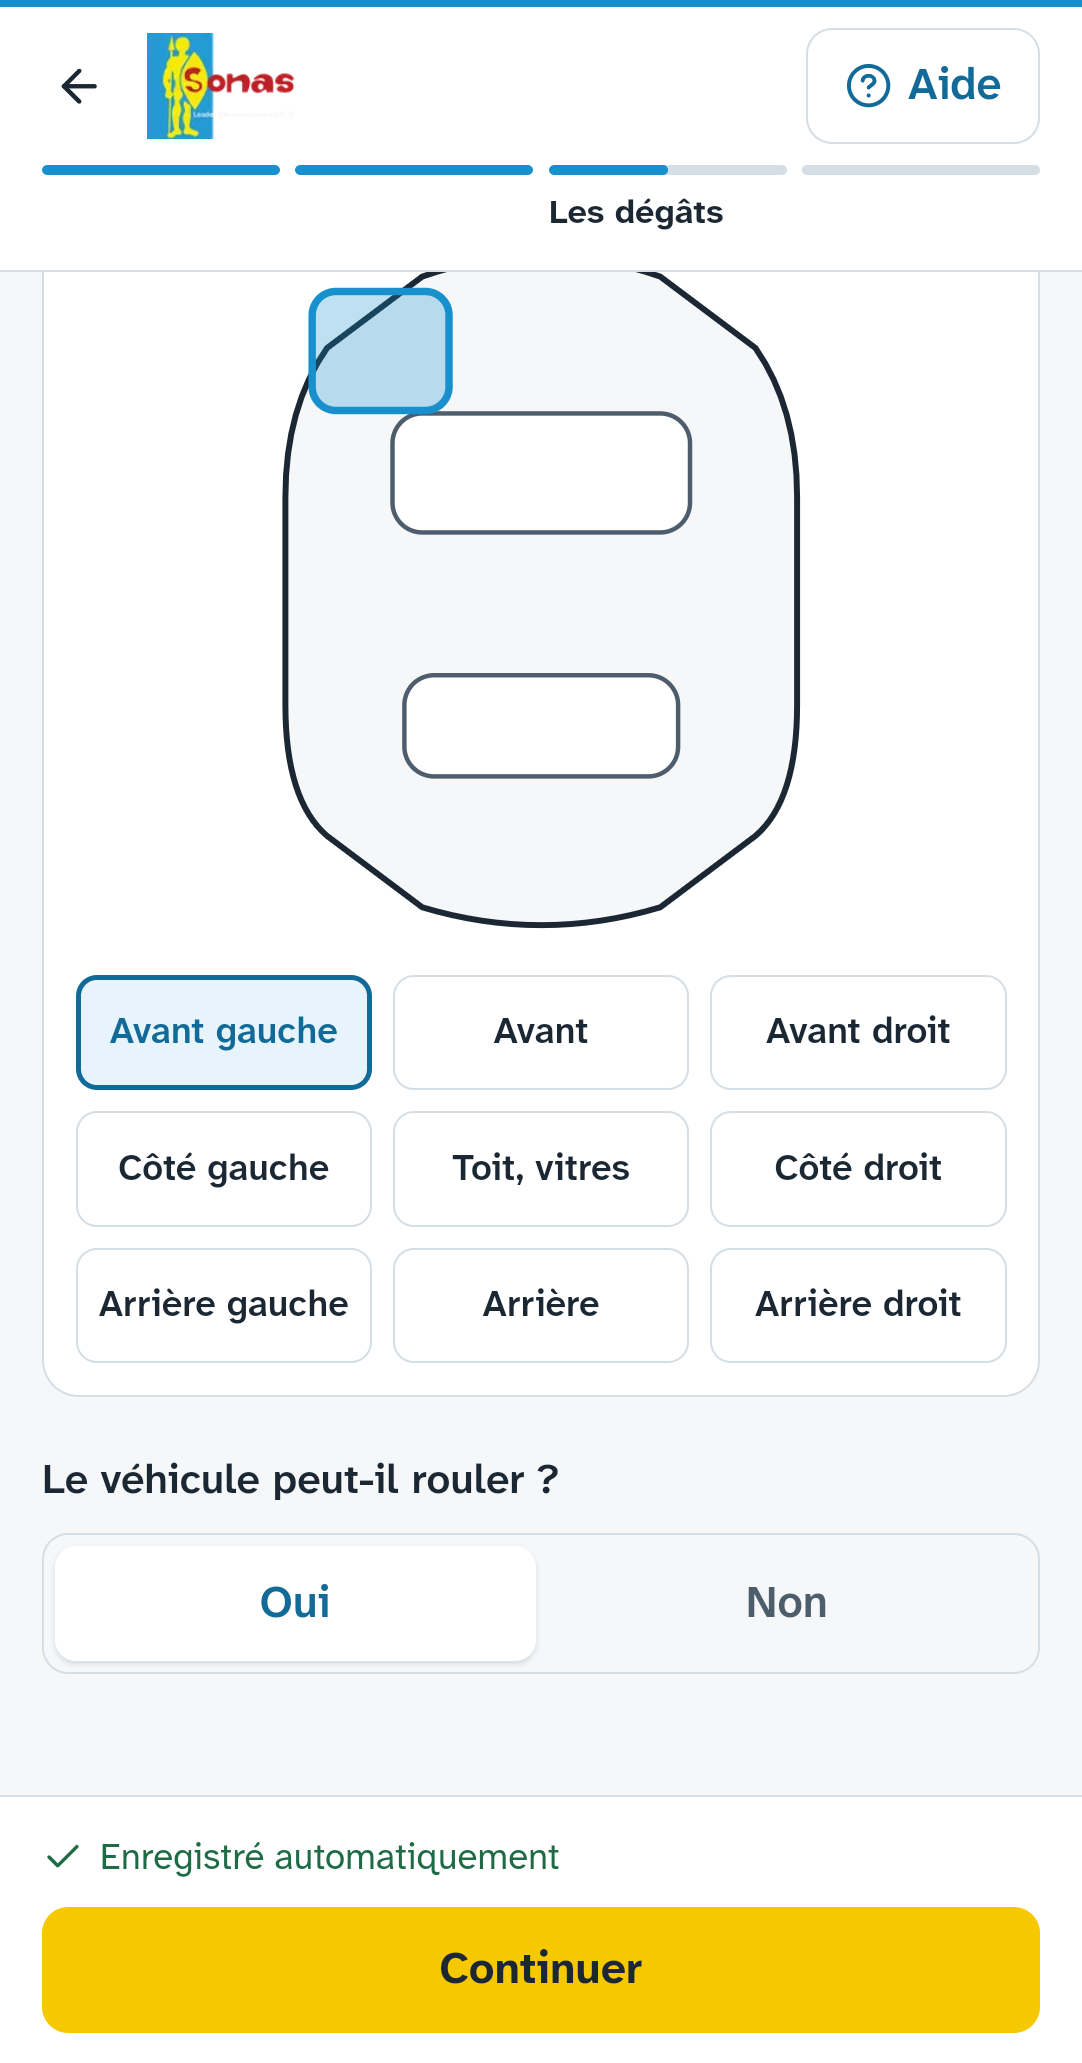 Sonas
Aide
Les dégâts
Avant gauche
Avant
Avant droit
Côté gauche
Toit, vitres
Côté droit
Arrière gauche
Arrière
Arrière droit
Le véhicule peut-il rouler ?
Oui
Non
Enregistré automatiquement
Continuer